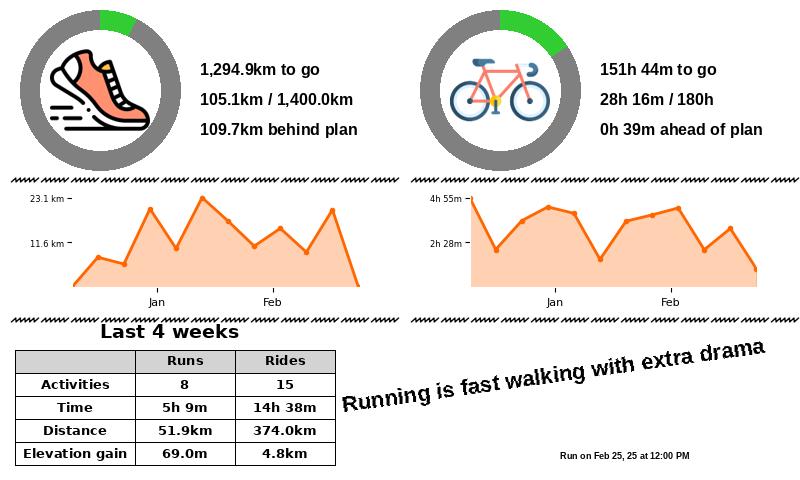 1,294.9km to go
105.1km / 1,400.0km
109.7km behind plan
151h 44m to go
28h 16m / 180h
0h 39m ahead of plan
23.1 km
11.6 km
Jan Feb
4h 55m
2h 28m
Jan Feb
Last 4 weeks
Runs Rides
Activities 8 15
Time 5h 9m 14h 38m
Distance 51.9km 374.0km
Elevation gain 69.0m 4.8km
Running is fast walking with extra drama
Run on Feb 25, 25 at 12:00 PM